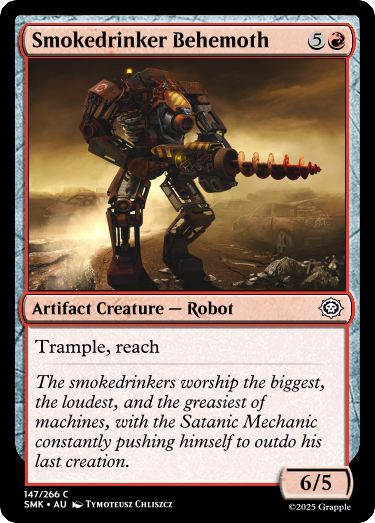 Smokedrinker Behemoth 5
Artifact Creature — Robot
Trample, reach
The smokedrinkers worship the biggest,
the loudest, and the greasiest of
machines, with the Satanic Mechanic
constantly pushing himself to outdo his
last creation.
6/5
147/266 C
SMK • AU Tymoteusz Chliszcz
©2025 Grapple